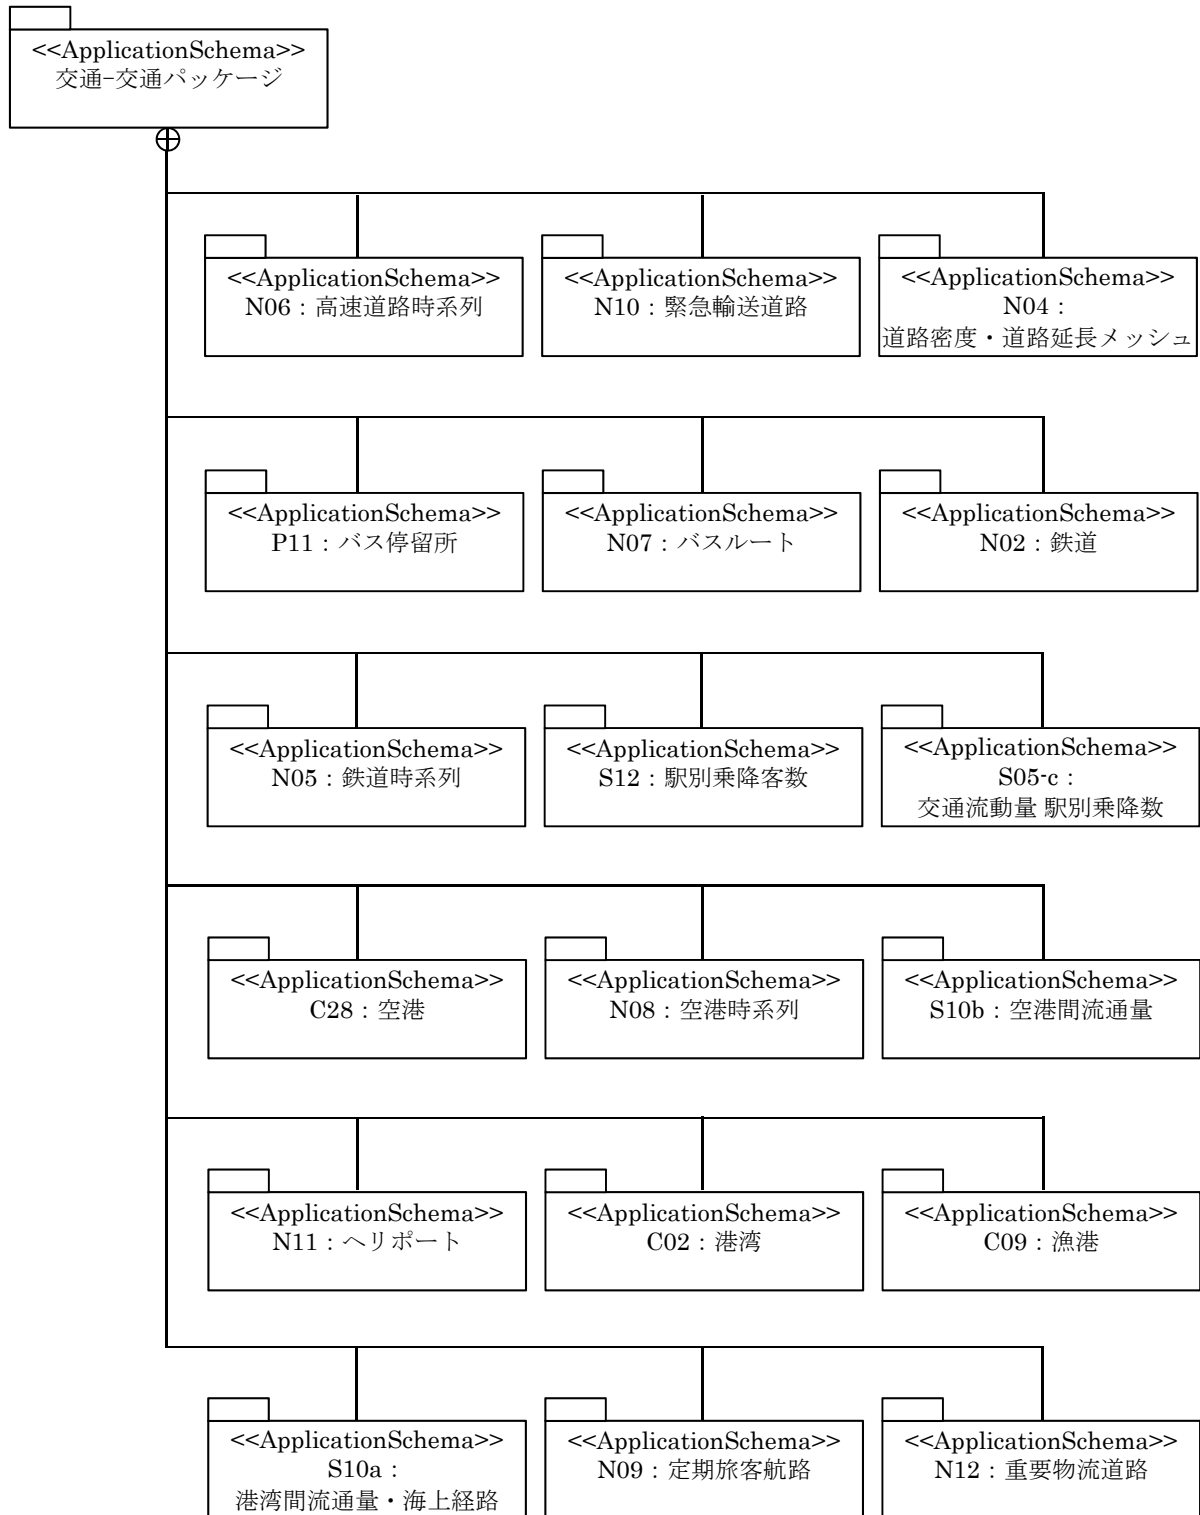 <<ApplicationSchema>>
交通-交通パッケージ
<<ApplicationSchema>>
N06：高速道路時系列
<<ApplicationSchema>>
N10：緊急輸送道路
<<ApplicationSchema>>
N04：
道路密度・道路延長メッシュ
<<ApplicationSchema>>
P11：バス停留所
<<ApplicationSchema>>
N07：バスルート
<<ApplicationSchema>>
N02：鉄道
<<ApplicationSchema>>
N05：鉄道時系列
<<ApplicationSchema>>
S12：駅別乗降客数
<<ApplicationSchema>>
S05-c：
交通流動量 駅別乗降数
<<ApplicationSchema>>
C28：空港
<<ApplicationSchema>>
N08：空港時系列
<<ApplicationSchema>>
S10b：空港間流通量
<<ApplicationSchema>>
N11：ヘリポート
<<ApplicationSchema>>
C02：港湾
<<ApplicationSchema>>
C09：漁港
<<ApplicationSchema>>
S10a：
港湾間流通量・海上経路
<<ApplicationSchema>>
N09：定期旅客航路
<<ApplicationSchema>>
N12：重要物流道路